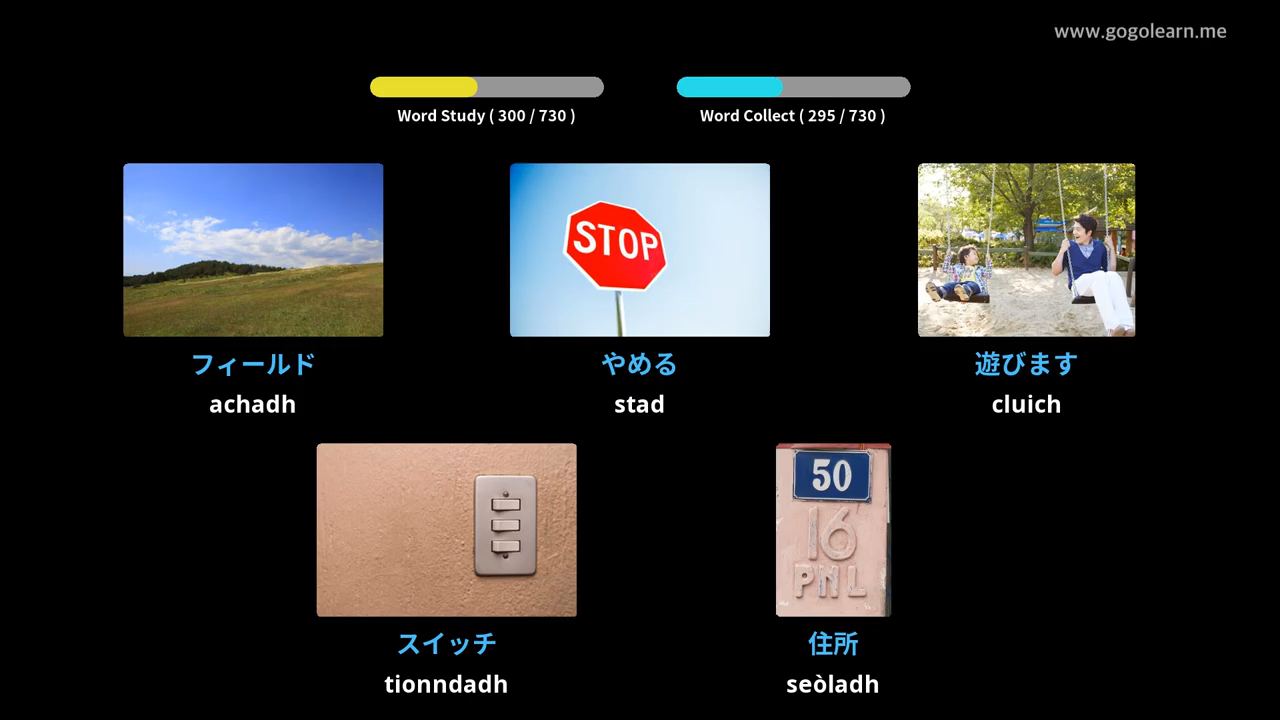 www.gogolearn.me
Word Study ( 300 / 730 )
Word Collect ( 295 / 730 )
STOP
フィールド
achadh
やめる
stad
遊びます
cluich
50
16
PNL
スイッチ
tionndadh
住所
seòladh